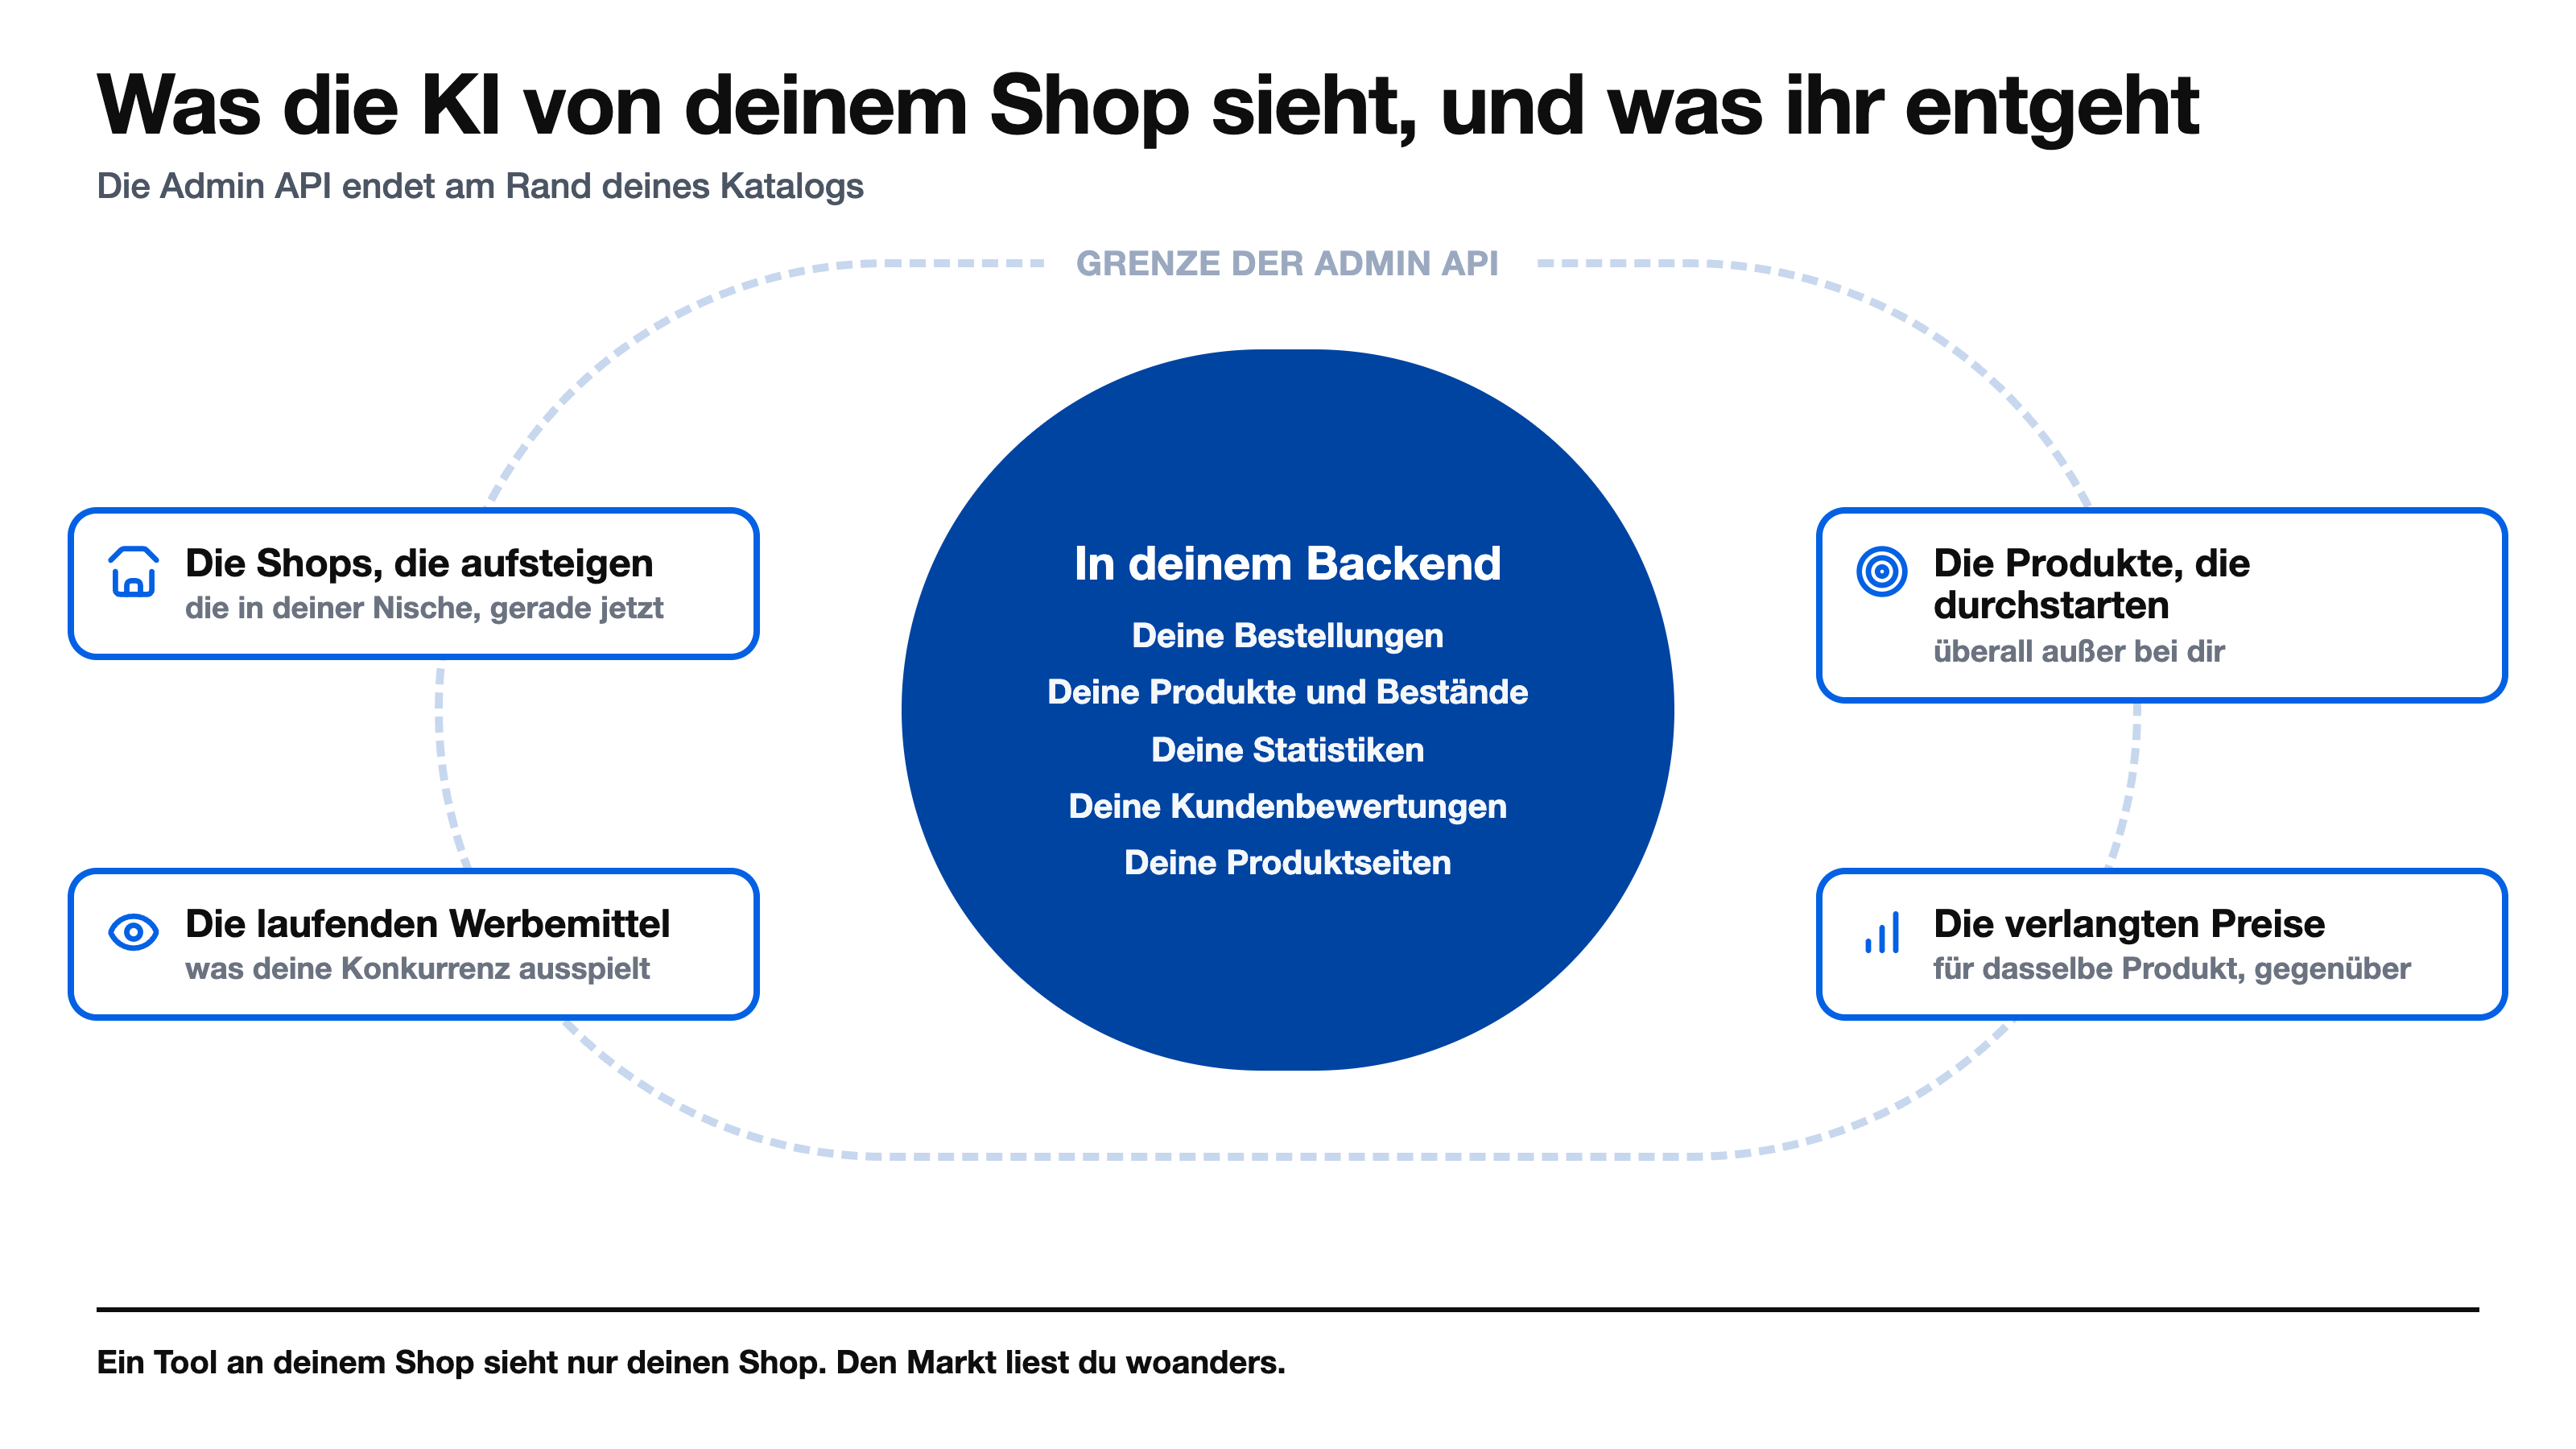 Was die KI von deinem Shop sieht, und was ihr entgeht
Die Admin API endet am Rand deines Katalogs
GRENZE DER ADMIN API
Die Shops, die aufsteigen
die in deiner Nische, gerade jetzt
Die laufenden Werbemittel
was deine Konkurrenz ausspielt
In deinem Backend
Deine Bestellungen
Deine Produkte und Bestände
Deine Statistiken
Deine Kundenbewertungen
Deine Produktseiten
Die Produkte, die
durchstarten
überall außer bei dir
Die verlangten Preise
für dasselbe Produkt, gegenüber
Ein Tool an deinem Shop sieht nur deinen Shop. Den Markt liest du woanders.